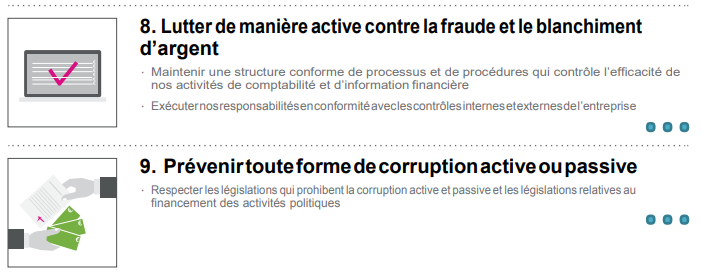 8. Lutter de manière active contre la fraude et le blanchiment
d’argent
· Maintenir une structure conforme de processus et de procédures qui contrôle l’efficacité de
nos activités de comptabilité et d’information financière
· Exécuter nos responsabilités en conformité avec les contrôles internes et externes de l’entreprise
9. Prévenir toute forme de corruption active ou passive
· Respecter les législations qui prohibent la corruption active et passive et les législations relatives au
financement des activités politiques